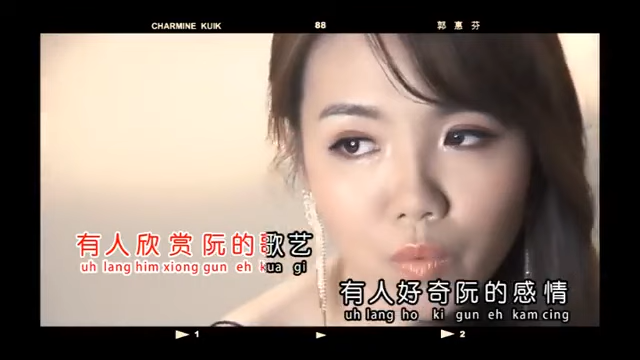 CHARMINE KUIK 88 郭惠芬
有人欣赏阮的歌艺
uh lang him xiong gun eh kua gi
有人好奇阮的感情
uh lang ho ki gun eh kam cing
1 2